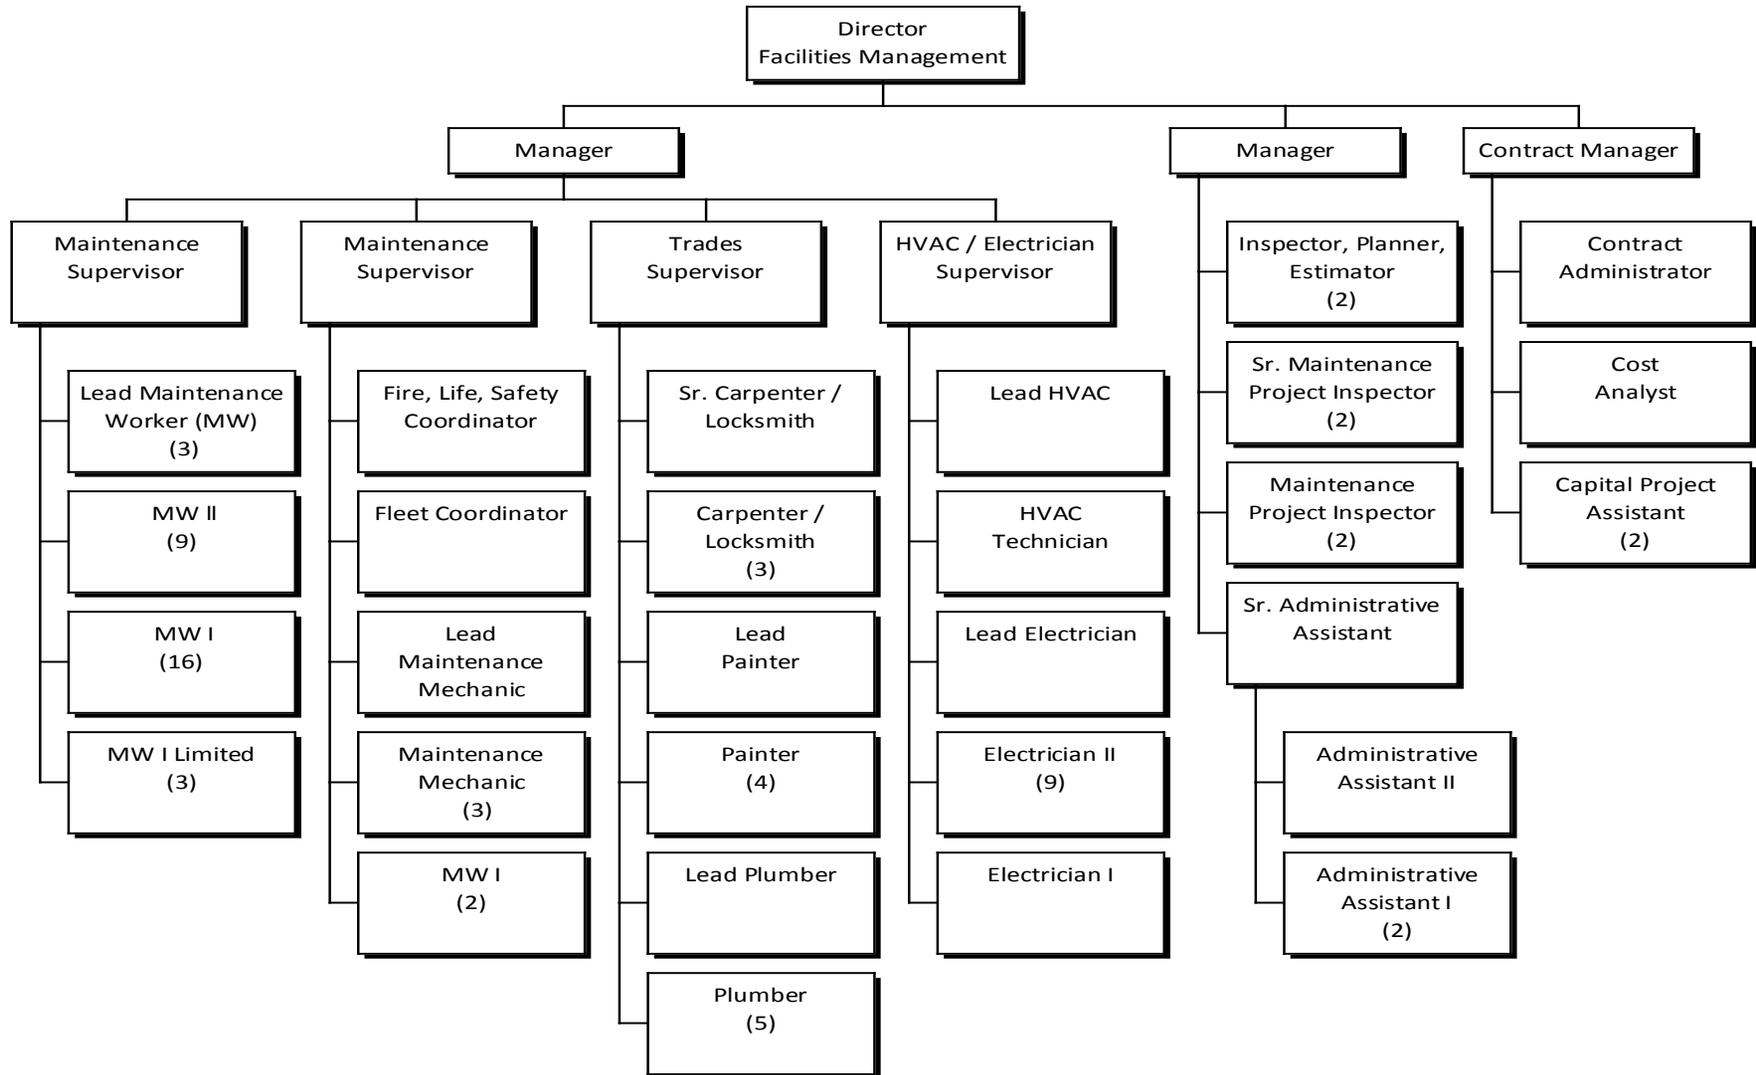 Director
Facilities Management
Manager
Manager
Contract Manager
Maintenance
Supervisor
Maintenance
Supervisor
Trades
Supervisor
HVAC / Electrician
Supervisor
Inspector, Planner,
Estimator
(2)
Contract
Administrator
Lead Maintenance
Worker (MW)
(3)
Fire, Life, Safety
Coordinator
Sr. Carpenter /
Locksmith
Lead HVAC
Sr. Maintenance
Project Inspector
(2)
Cost
Analyst
MW ll
(9)
Fleet Coordinator
Carpenter /
Locksmith
(3)
HVAC
Technician
Maintenance
Project Inspector
(2)
Capital Project
Assistant
(2)
MW I
(16)
Lead
Maintenance
Mechanic
Lead
Painter
Lead Electrician
Sr. Administrative
Assistant
MW I Limited
(3)
Maintenance
Mechanic
(3)
Painter
(4)
Electrician II
(9)
Administrative
Assistant II
MW I
(2)
Lead Plumber
Electrician I
Administrative
Assistant I
(2)
Plumber
(5)